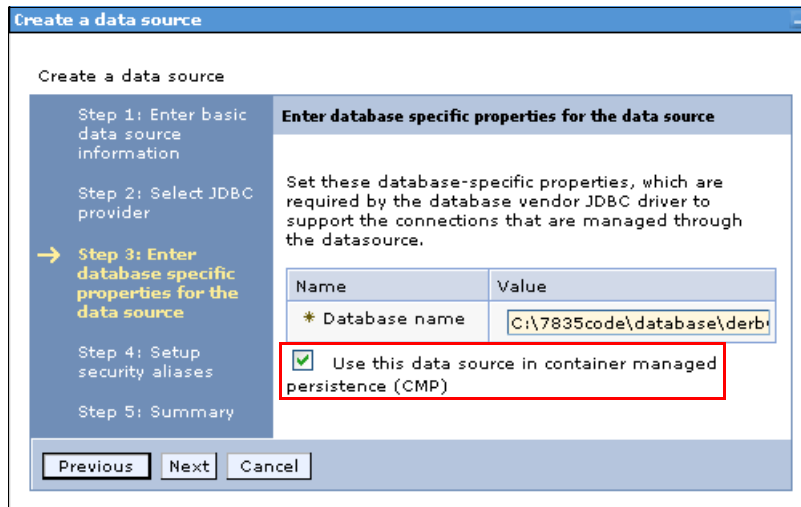 Create a data source
Create a data source
Step 1: Enter basic
data source
information
Step 2: Select JDBC
provider
Step 3: Enter
database specific
properties for the
data source
Step 4: Setup
security aliases
Step 5: Summary
Enter database specific properties for the data source
Set these database-specific properties, which are
required by the database vendor JDBC driver to
support the connections that are managed through
the datasource.
Name Value
* Database name C:\7835code\database\derb
Use this data source in container managed
persistence (CMP)
Previous Next Cancel